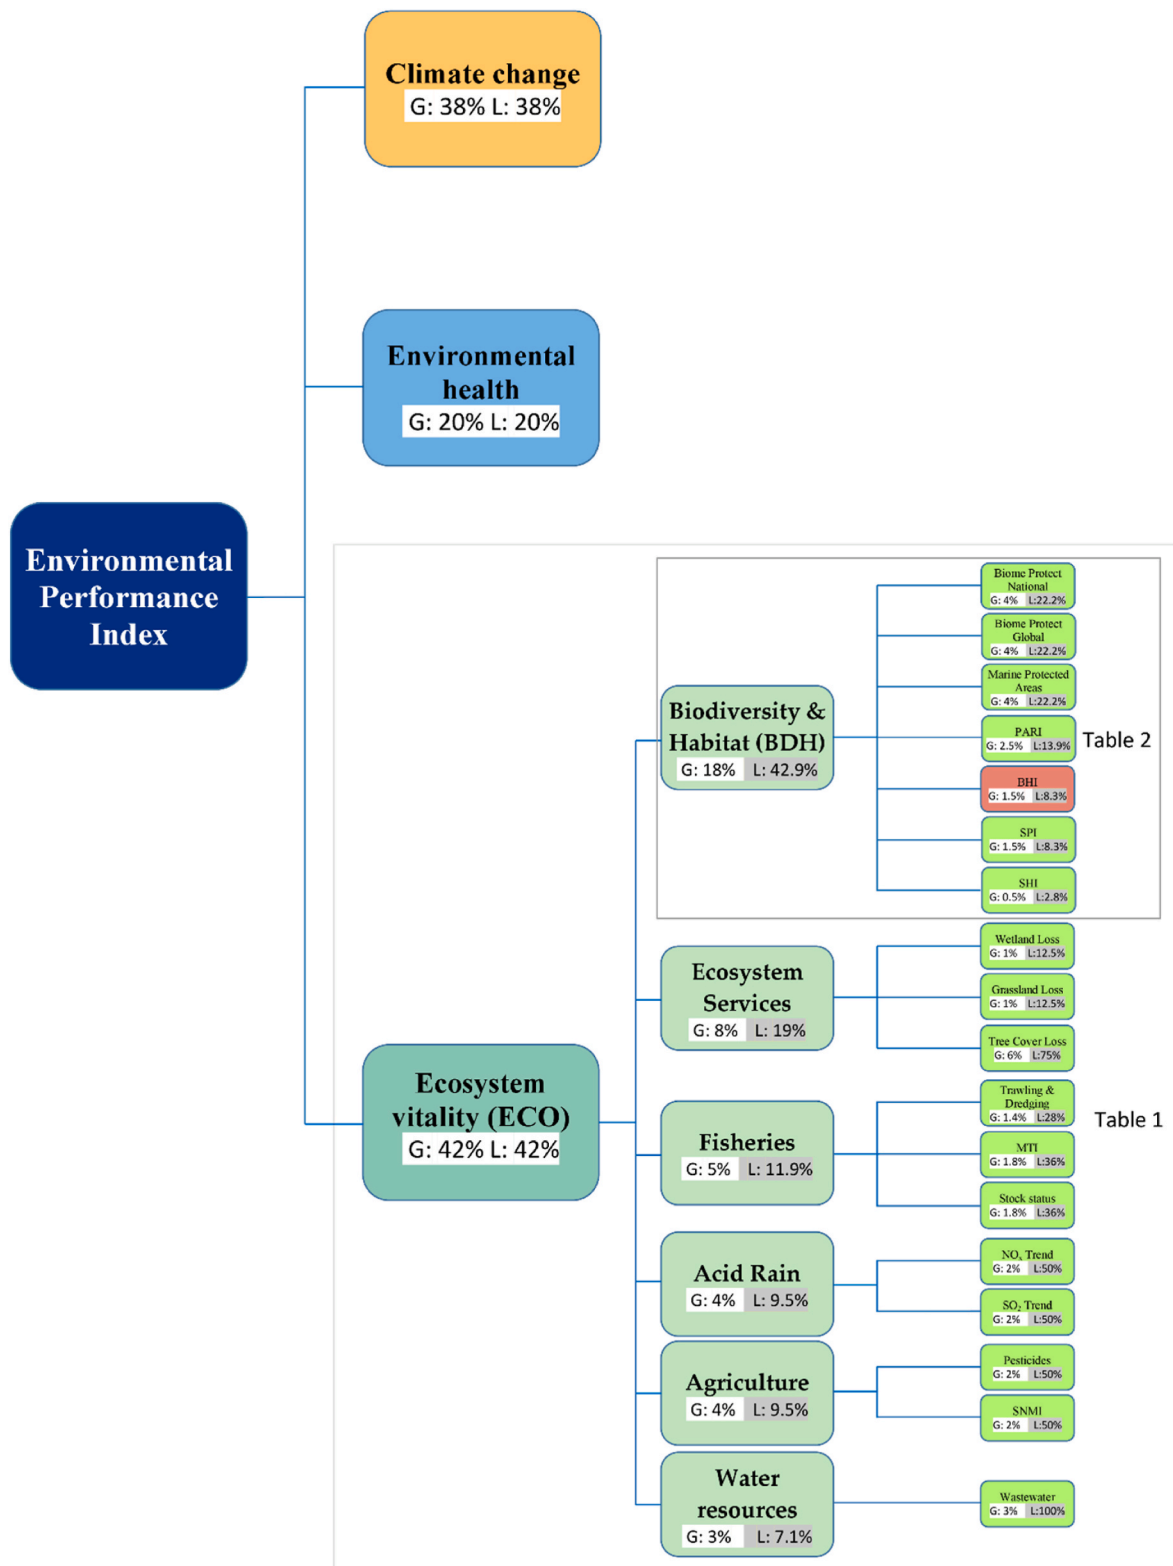 Climate change
G: 38% L: 38%
Environmental
health
G: 20% L: 20%
Environmental
Performance
Index
Ecosystem
vitality (ECO)
G: 42% L: 42%
Biodiversity &
Habitat (BDH)
G: 18% L: 42.9%
Biome Protect
National
G: 4% L:22.2%
Biome Protect
Global
G: 4% L:22.2%
Marine Protected
Areas
G: 4% L:22.2%
PARI
G: 2.5% L:13.9%
Table 2
BHI
G: 1.5% L:8.3%
SPI
G: 1.5% L:8.3%
SHI
G: 0.5% L:2.8%
Ecosystem
Services
G: 8% L: 19%
Wetland Loss
G: 1% L:12.5%
Grassland Loss
G: 1% L:12.5%
Tree Cover Loss
G: 6% L:75%
Fisheries
G: 5% L: 11.9%
Trawling &
Dredging
G: 1.4% L:28%
Table 1
MTI
G: 1.8% L:36%
Stock status
G: 1.8% L:36%
Acid Rain
G: 4% L: 9.5%
NOₓ Trend
G: 2% L:50%
SO₂ Trend
G: 2% L:50%
Agriculture
G: 4% L: 9.5%
Pesticides
G: 2% L:50%
SNMI
G: 2% L:50%
Water
resources
G: 3% L: 7.1%
Wastewater
G: 3% L:100%